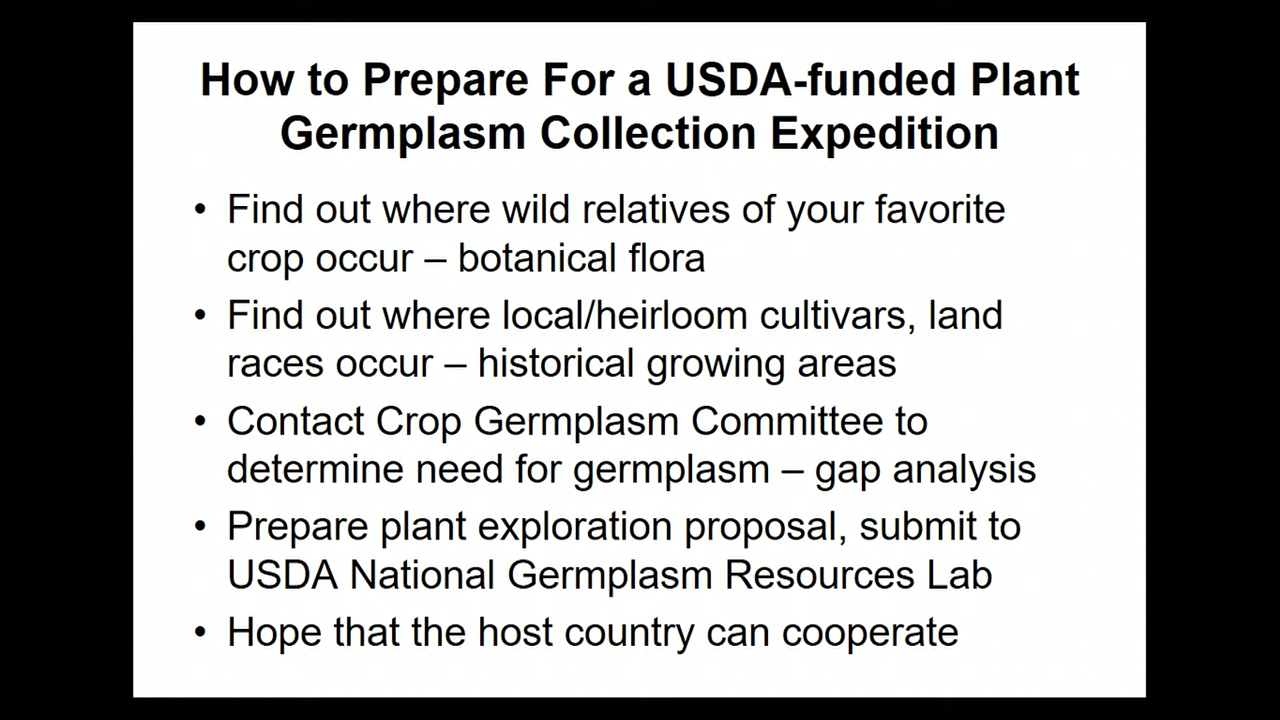 How to Prepare For a USDA-funded Plant
Germplasm Collection Expedition
• Find out where wild relatives of your favorite
crop occur – botanical flora
• Find out where local/heirloom cultivars, land
races occur – historical growing areas
• Contact Crop Germplasm Committee to
determine need for germplasm – gap analysis
• Prepare plant exploration proposal, submit to
USDA National Germplasm Resources Lab
• Hope that the host country can cooperate